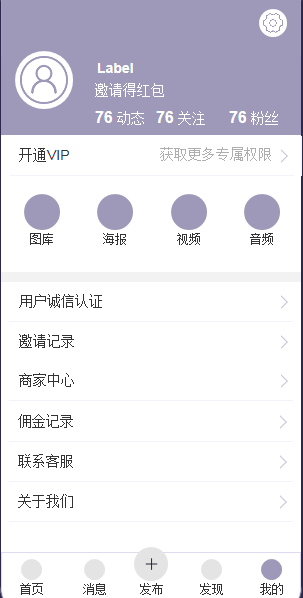 Label
邀请得红包
76 动态 76 关注 76 粉丝
开通VIP 获取更多专属权限
图库 海报 视频 音频
用户诚信认证
邀请记录
商家中心
佣金记录
联系客服
关于我们
+
首页 消息 发布 发现 我的